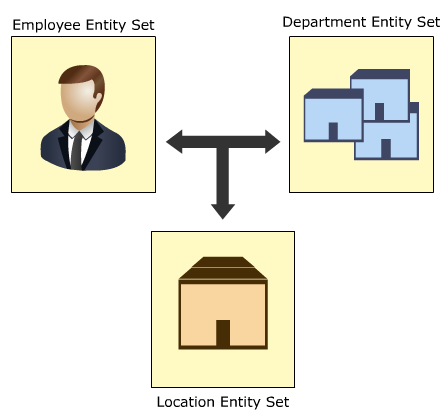 Employee Entity Set
Department Entity Set
Location Entity Set